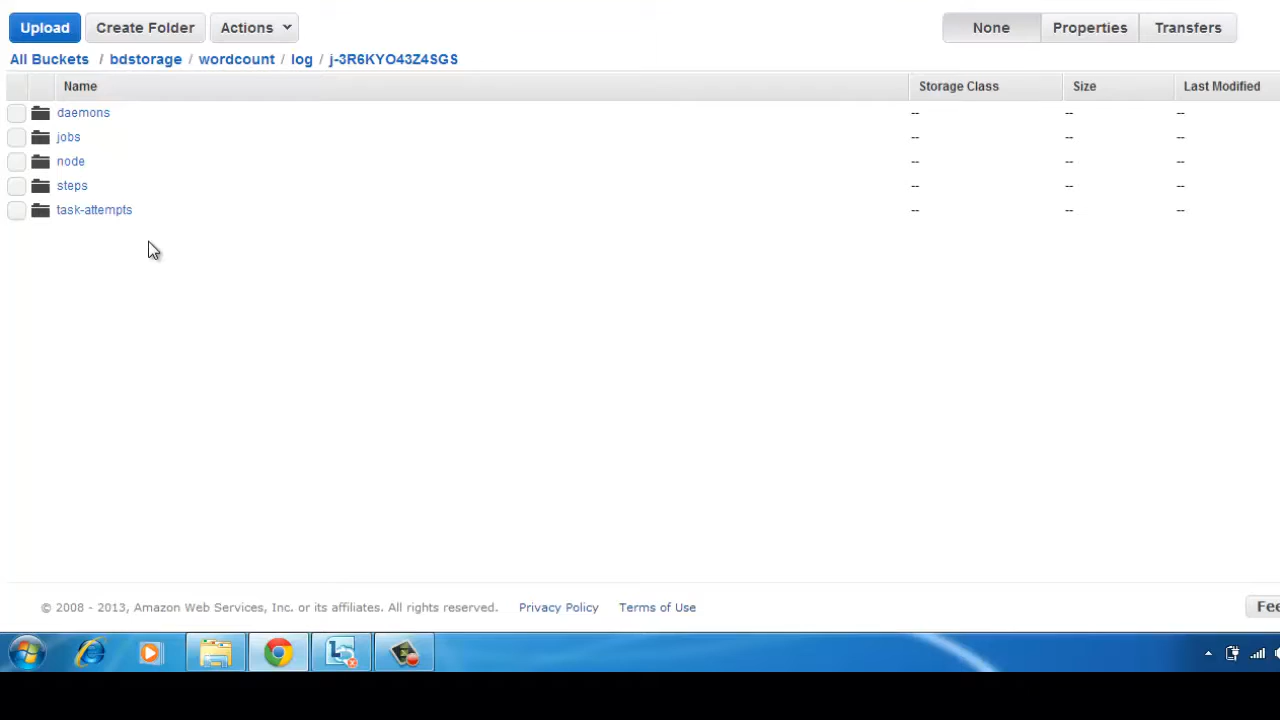 Upload Create Folder Actions None Properties Transfers
All Buckets / bdstorage / wordcount / log / j-3R6KYO43Z4SGS
Name Storage Class Size Last Modified
daemons -- -- --
jobs -- -- --
node -- -- --
steps -- -- --
task-attempts -- -- --
© 2008 - 2013, Amazon Web Services, Inc. or its affiliates. All rights reserved. Privacy Policy Terms of Use Fee